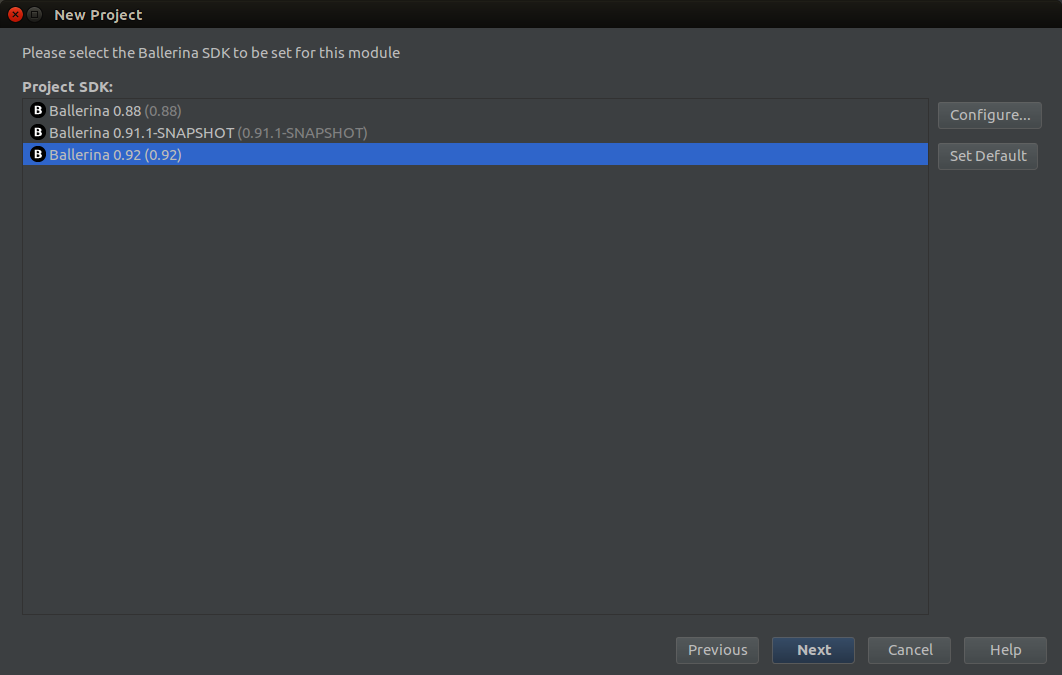 New Project
Please select the Ballerina SDK to be set for this module
Project SDK:
B Ballerina 0.88 (0.88)
Configure...
B Ballerina 0.91.1-SNAPSHOT (0.91.1-SNAPSHOT)
B Ballerina 0.92 (0.92)
Set Default
Previous Next Cancel Help